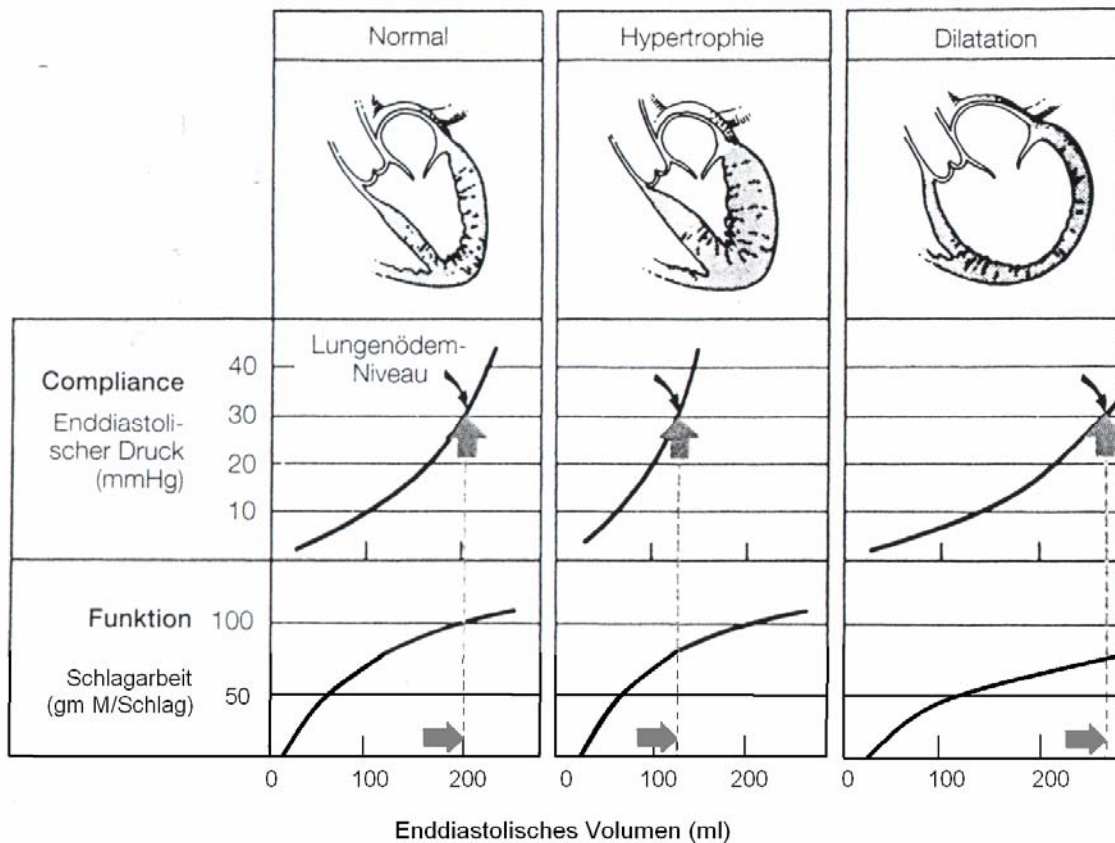 Normal
Hypertrophie
Dilatation
Compliance
Enddiastoli-
scher Druck
(mmHg)
40
30
20
10
Lungenödem-
Niveau
Funktion
Schlagarbeit
(gm M/Schlag)
100
50
0 100 200
0 100 200
0 100 200
Enddiastolisches Volumen (ml)